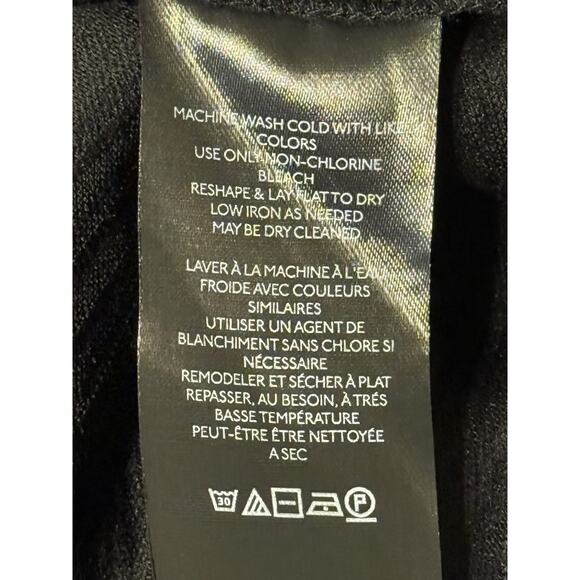 MACHINE WASH COLD WITH LIKE
COLORS
USE ONLY NON-CHLORINE
BLEACH
RESHAPE & LAY FLAT TO DRY
LOW IRON AS NEEDED
MAY BE DRY CLEANED
LAVER À LA MACHINE À L'EAU
FROIDE AVEC COULEURS
SIMILAIRES
UTILISER UN AGENT DE
BLANCHIMENT SANS CHLORE SI
NÉCESSAIRE
REMODELER ET SÉCHER À PLAT
REPASSER, AU BESOIN, À TRÉS
BASSE TEMPÉRATURE
PEUT-ÊTRE ÊTRE NETTOYÉE
A SEC
30 P